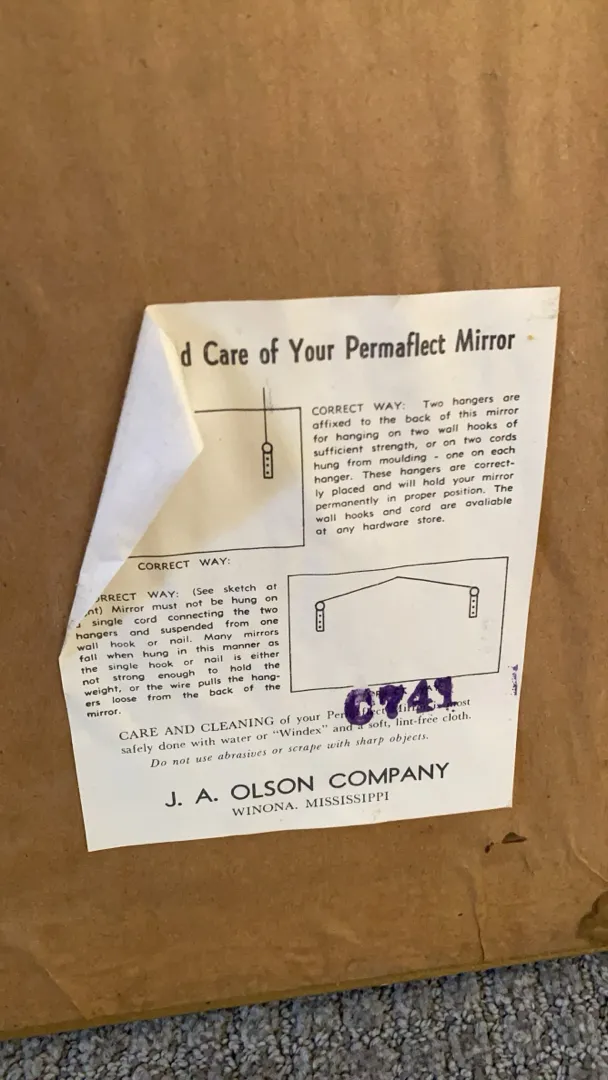 d Care of Your Permaflect Mirror
CORRECT WAY: Two hangers are
affixed to the back of this mirror
for hanging on two wall hooks of
sufficient strength, or on two cords
hung from moulding - one on each
hanger. These hangers are correct-
ly placed and will hold your mirror
permanently in proper position. The
wall hooks and cord are avaliable
at any hardware store.
CORRECT WAY:
ORRECT WAY: (See sketch at
ht) Mirror must not be hung on
a single cord connecting the two
hangers and suspended from one
wall hook or nail. Many mirrors
fall when hung in this manner as
the single hook or nail is either
not strong enough to hold the
weight, or the wire pulls the hang-
ers loose from the back of the
mirror.
CARE AND CLEANING of your Permaflect Mirror is most
safely done with water or "Windex" and a soft, lint-free cloth.
Do not use abrasives or scrape with sharp objects.
J. A. OLSON COMPANY
WINONA, MISSISSIPPI